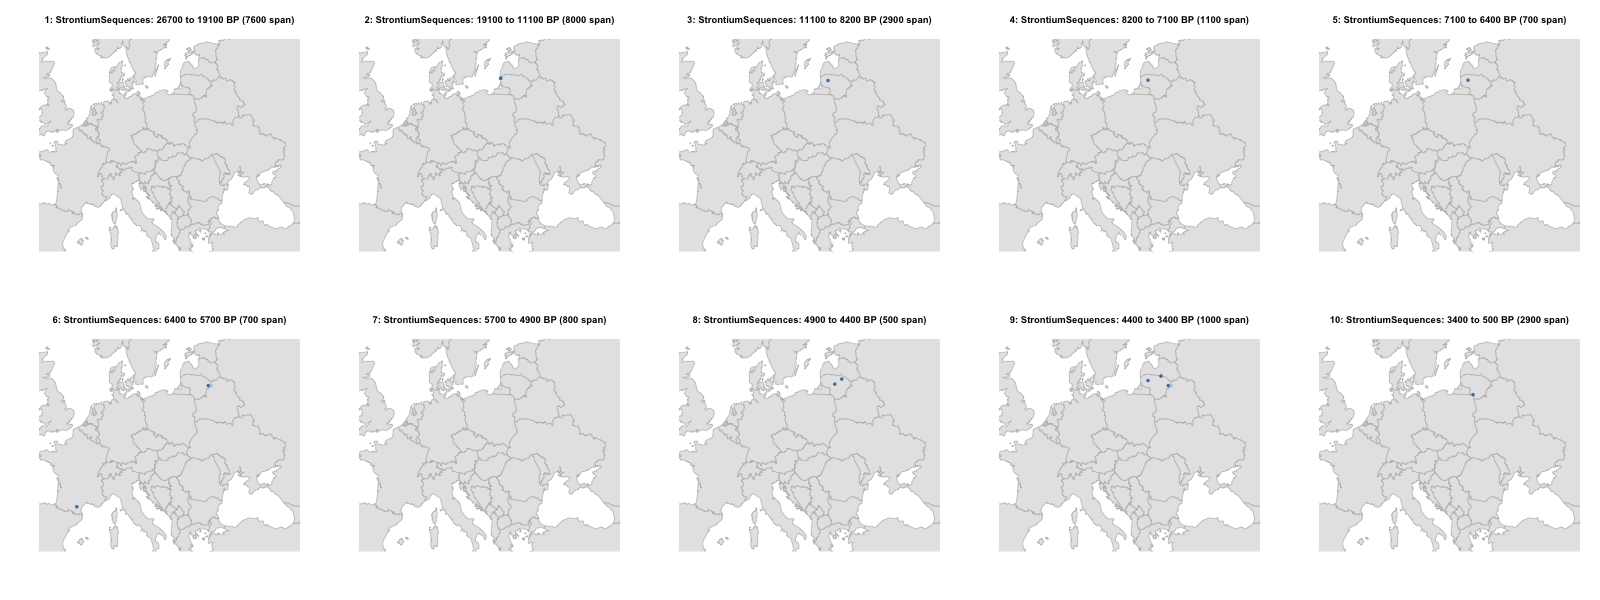 1: StrontiumSequences: 26700 to 19100 BP (7600 span)
2: StrontiumSequences: 19100 to 11100 BP (8000 span)
3: StrontiumSequences: 11100 to 8200 BP (2900 span)
4: StrontiumSequences: 8200 to 7100 BP (1100 span)
5: StrontiumSequences: 7100 to 6400 BP (700 span)
6: StrontiumSequences: 6400 to 5700 BP (700 span)
7: StrontiumSequences: 5700 to 4900 BP (800 span)
8: StrontiumSequences: 4900 to 4400 BP (500 span)
9: StrontiumSequences: 4400 to 3400 BP (1000 span)
10: StrontiumSequences: 3400 to 500 BP (2900 span)